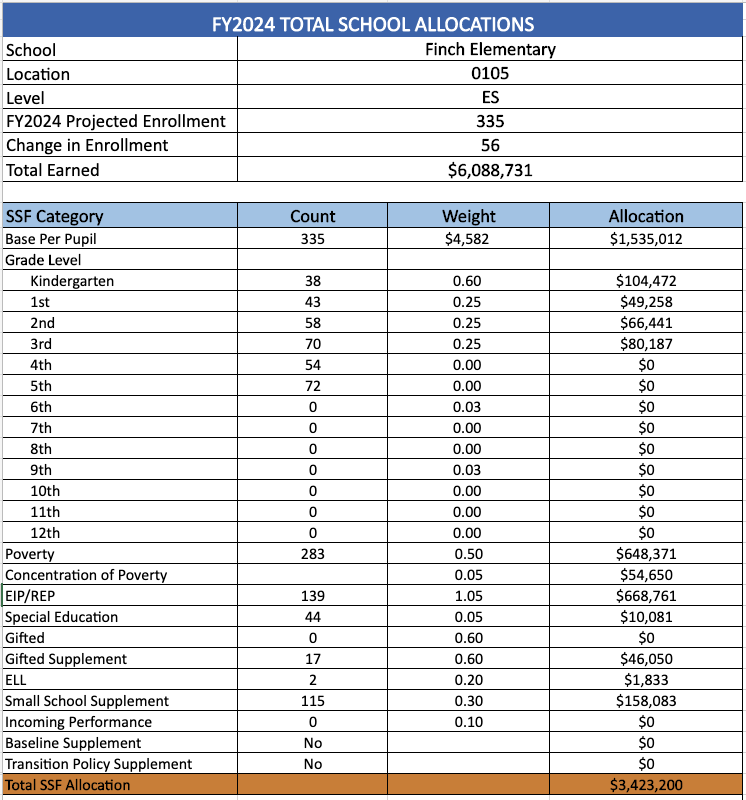 FY2024 TOTAL SCHOOL ALLOCATIONS
School Finch Elementary
Location 0105
Level ES
FY2024 Projected Enrollment 335
Change in Enrollment 56
Total Earned $6,088,731
SSF Category Count Weight Allocation
Base Per Pupil 335 $4,582 $1,535,012
Grade Level
Kindergarten 38 0.60 $104,472
1st 43 0.25 $49,258
2nd 58 0.25 $66,441
3rd 70 0.25 $80,187
4th 54 0.00 $0
5th 72 0.00 $0
6th 0 0.03 $0
7th 0 0.00 $0
8th 0 0.00 $0
9th 0 0.03 $0
10th 0 0.00 $0
11th 0 0.00 $0
12th 0 0.00 $0
Poverty 283 0.50 $648,371
Concentration of Poverty 0.05 $54,650
EIP/REP 139 1.05 $668,761
Special Education 44 0.05 $10,081
Gifted 0 0.60 $0
Gifted Supplement 17 0.60 $46,050
ELL 2 0.20 $1,833
Small School Supplement 115 0.30 $158,083
Incoming Performance 0 0.10 $0
Baseline Supplement No $0
Transition Policy Supplement No $0
Total SSF Allocation $3,423,200